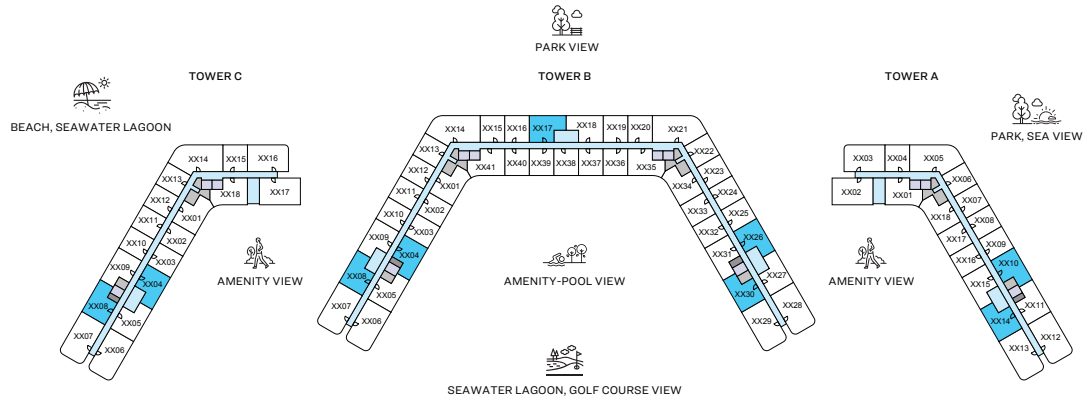 PARK VIEW
TOWER C
TOWER B
TOWER A
BEACH, SEAWATER LAGOON
PARK, SEA VIEW
XX14
XX15
XX16
XX13
XX12
XX11
XX10
XX09
XX08
XX07
XX06
XX05
XX04
XX03
XX02
XX01
XX18
XX17
AMENITY VIEW
XX14
XX15
XX16
XX17
XX18
XX19
XX20
XX21
XX13
XX12
XX11
XX10
XX09
XX08
XX07
XX06
XX05
XX04
XX03
XX02
XX01
XX41
XX40
XX39
XX38
XX37
XX36
XX35
XX34
XX33
XX32
XX31
XX30
XX29
XX22
XX23
XX24
XX25
XX26
XX27
XX28
AMENITY-POOL VIEW
XX03
XX04
XX05
XX02
XX01
XX06
XX07
XX08
XX09
XX10
XX11
XX12
XX18
XX17
XX16
XX15
XX14
XX13
AMENITY VIEW
SEAWATER LAGOON, GOLF COURSE VIEW